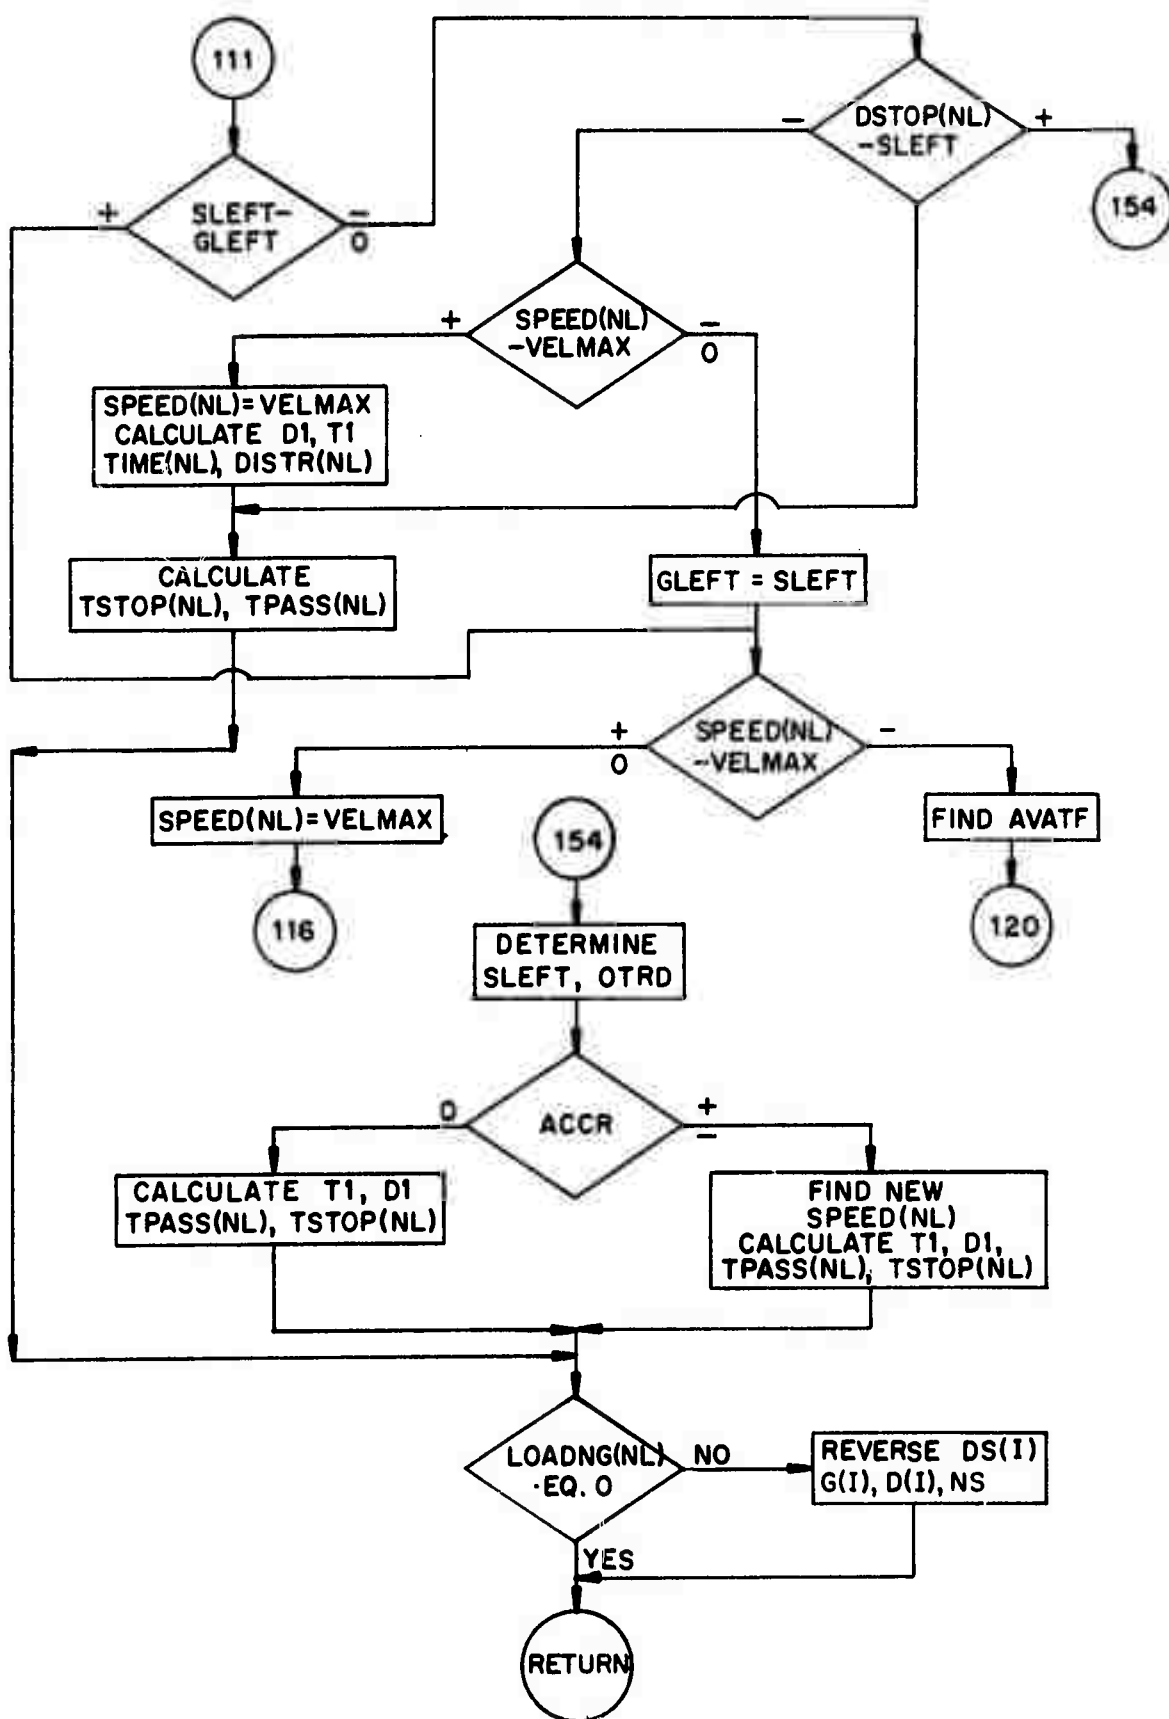 111
DSTOP(NL)
-SLEFT
-
+
154
SLEFT-
GLEFT
+
-
0
SPEED(NL)
-VELMAX
+
-
0
SPEED(NL)=VELMAX
CALCULATE D1, T1
TIME(NL), DISTR(NL)
CALCULATE
TSTOP(NL), TPASS(NL)
GLEFT = SLEFT
SPEED(NL)
-VELMAX
+
0
-
SPEED(NL)=VELMAX
FIND AVATF
154
116
120
DETERMINE
SLEFT, OTRD
ACCR
0
+
-
CALCULATE T1, D1
TPASS(NL), TSTOP(NL)
FIND NEW
SPEED(NL)
CALCULATE T1, D1,
TPASS(NL), TSTOP(NL)
LOADNG(NL)
.EQ. 0
NO
REVERSE DS(I)
G(I), D(I), NS
YES
RETURN